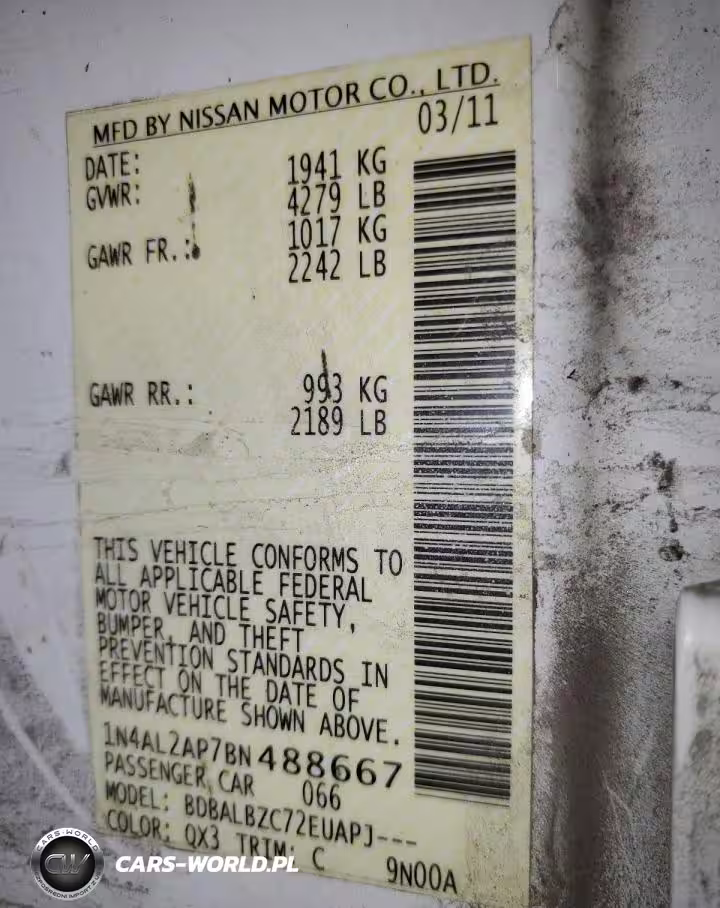 MFD BY NISSAN MOTOR CO., LTD.
DATE: 03/11
GVWR: 1941 KG
4279 LB
GAWR FR.: 1017 KG
2242 LB
GAWR RR.: 993 KG
2189 LB
THIS VEHICLE CONFORMS TO
ALL APPLICABLE FEDERAL
MOTOR VEHICLE SAFETY,
BUMPER, AND THEFT
PREVENTION STANDARDS IN
EFFECT ON THE DATE OF
MANUFACTURE SHOWN ABOVE.
1N4AL2AP7BN488667
PASSENGER CAR 066
MODEL: BDBALBZC72EUAPJ---
COLOR: QX3 TRIM: C 9N00A
CARS-WORLD
CW
CARS-WORLD.PL